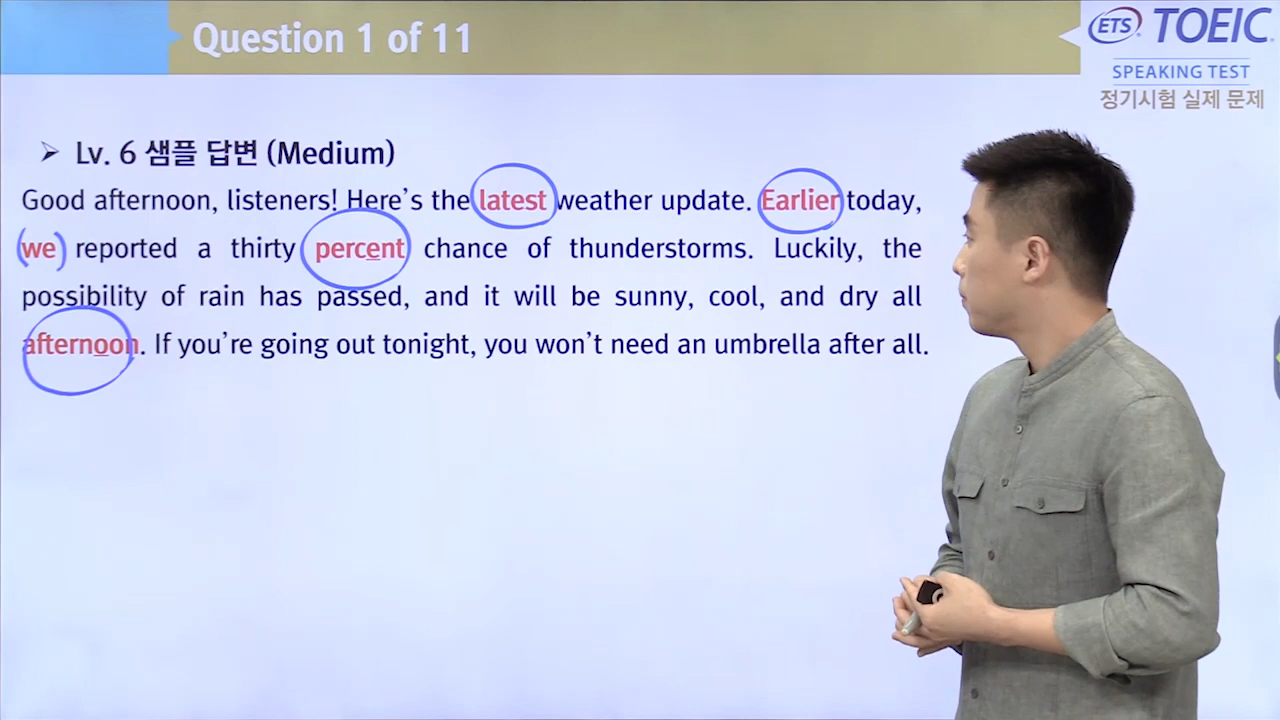 Question 1 of 11
ETS TOEIC
SPEAKING TEST
정기시험 실제 문제
➤ Lv. 6 샘플 답변 (Medium)
Good afternoon, listeners! Here's the latest weather update. Earlier today,
(we) reported a thirty percent chance of thunderstorms. Luckily, the
possibility of rain has passed, and it will be sunny, cool, and dry all
afternoon. If you're going out tonight, you won't need an umbrella after all.